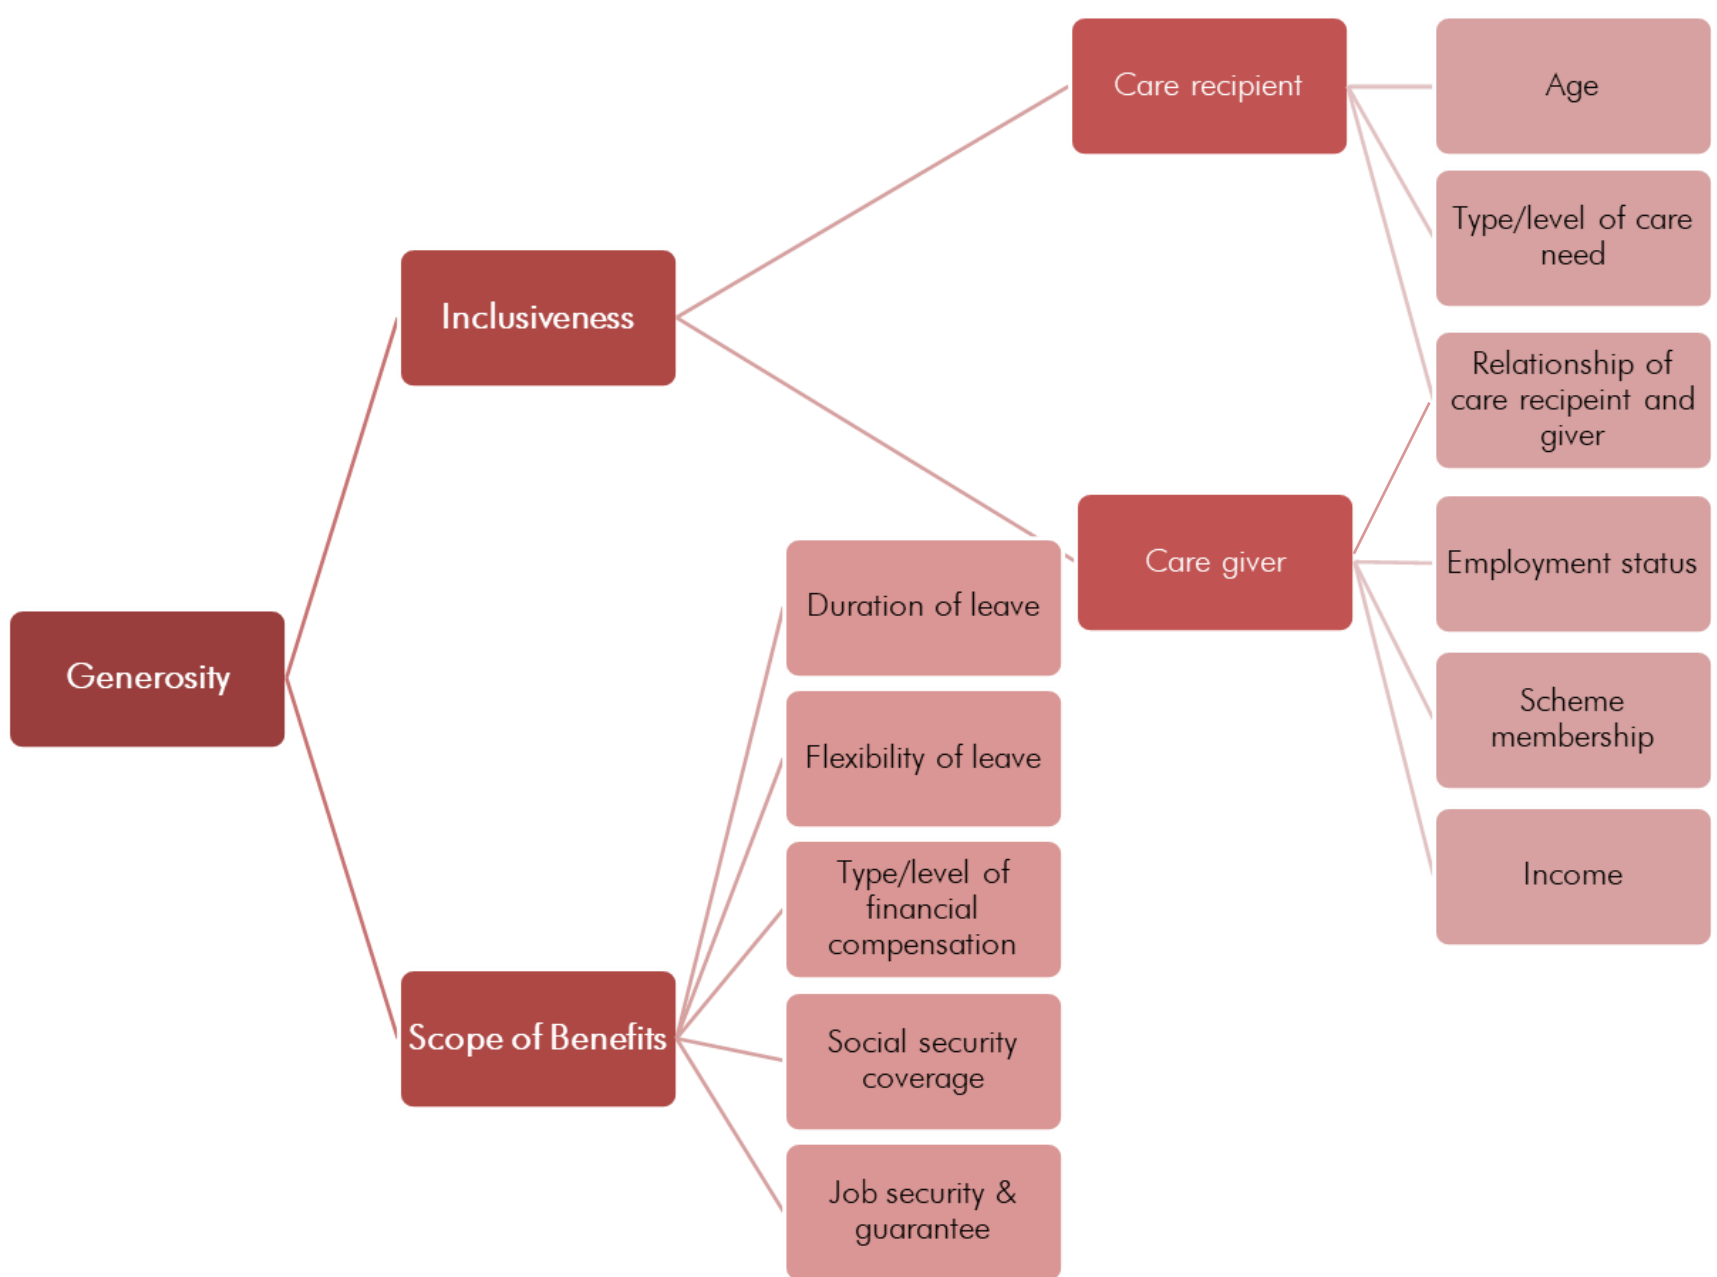 Generosity
Inclusiveness
Care recipient
Age
Type/level of care
need
Relationship of
care recipeint and
giver
Care giver
Employment status
Scheme
membership
Income
Scope of Benefits
Duration of leave
Flexibility of leave
Type/level of
financial
compensation
Social security
coverage
Job security &
guarantee